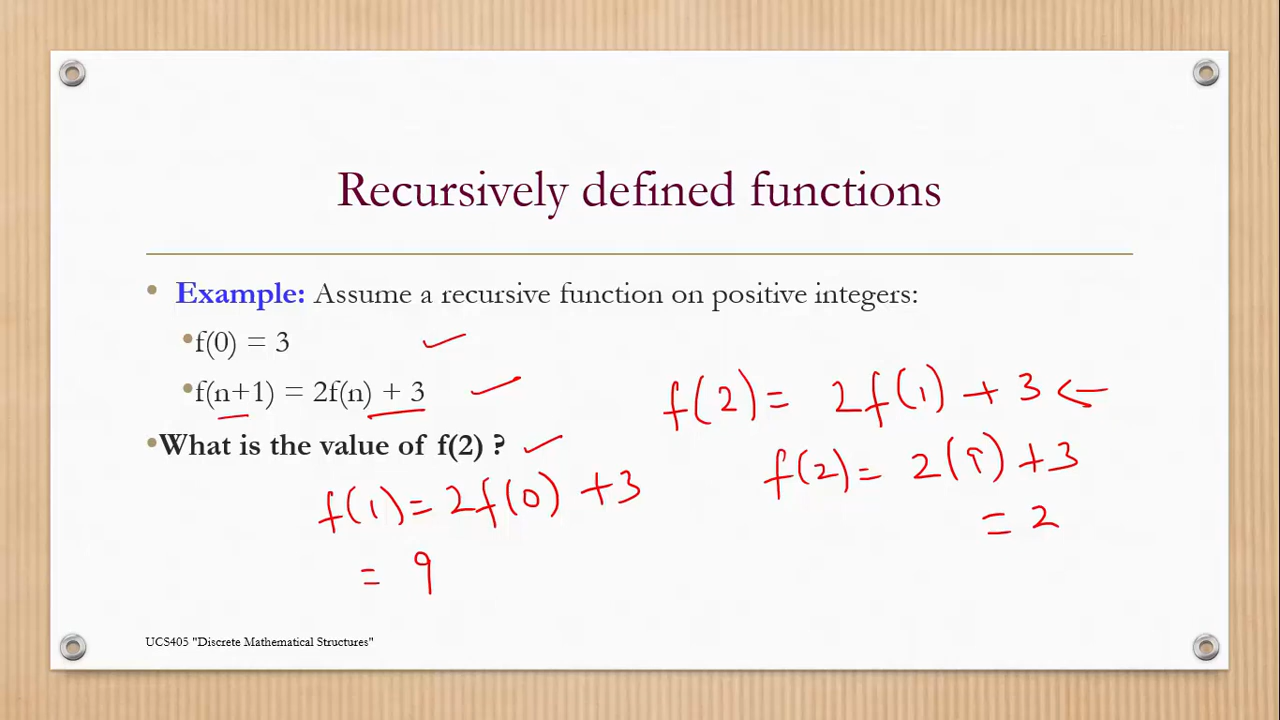 Recursively defined functions
• Example: Assume a recursive function on positive integers:
•f(0) = 3
•f(n+1) = 2f(n) + 3
f(2) = 2f(1) + 3 ←
•What is the value of f(2) ?
f(2) = 2(9) + 3
f(1) = 2f(0) + 3
= 2
= 9
UCS405 "Discrete Mathematical Structures"